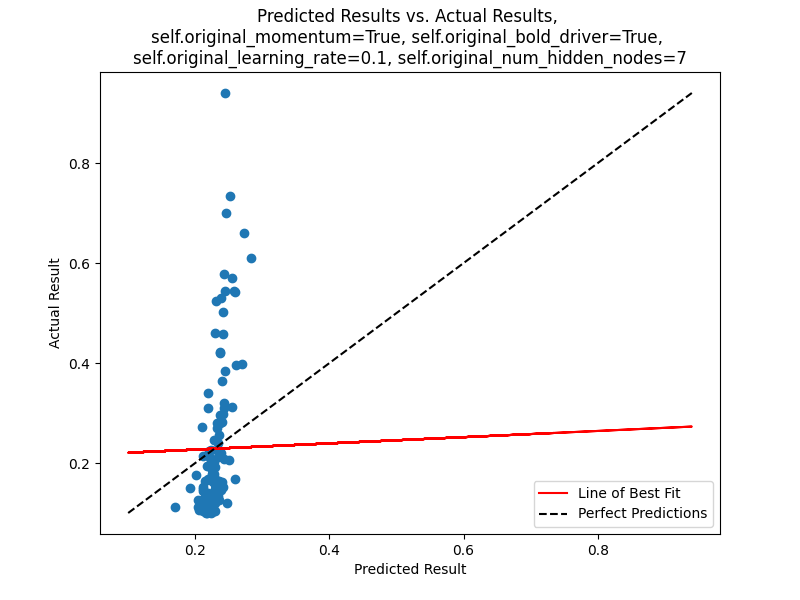 Predicted Results vs. Actual Results,
self.original_momentum=True, self.original_bold_driver=True,
self.original_learning_rate=0.1, self.original_num_hidden_nodes=7
0.8
0.6
0.4
0.2
Actual Result
Line of Best Fit
Perfect Predictions
0.2 0.4 0.6 0.8
Predicted Result